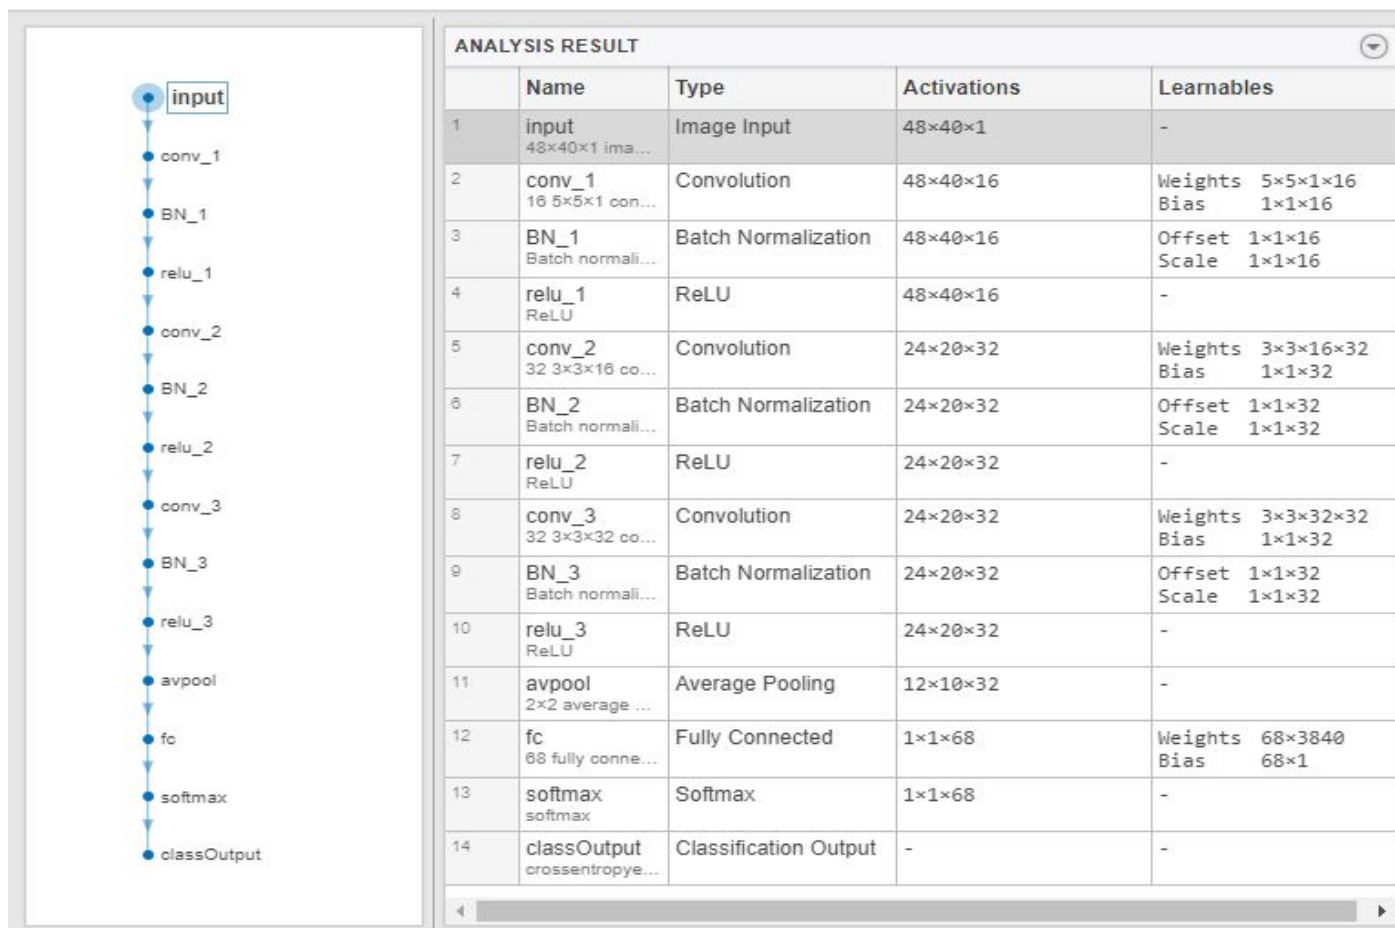 input
conv_1
BN_1
relu_1
conv_2
BN_2
relu_2
conv_3
BN_3
relu_3
avpool
fc
softmax
classOutput
ANALYSIS RESULT
Name Type Activations Learnables
1 input Image Input 48×40×1 -
48×40×1 ima...
2 conv_1 Convolution 48×40×16 Weights 5×5×1×16
16 5×5×1 con... Bias 1×1×16
3 BN_1 Batch Normalization 48×40×16 Offset 1×1×16
Batch normali... Scale 1×1×16
4 relu_1 ReLU 48×40×16 -
ReLU
5 conv_2 Convolution 24×20×32 Weights 3×3×16×32
32 3×3×16 co... Bias 1×1×32
6 BN_2 Batch Normalization 24×20×32 Offset 1×1×32
Batch normali... Scale 1×1×32
7 relu_2 ReLU 24×20×32 -
ReLU
8 conv_3 Convolution 24×20×32 Weights 3×3×32×32
32 3×3×32 co... Bias 1×1×32
9 BN_3 Batch Normalization 24×20×32 Offset 1×1×32
Batch normali... Scale 1×1×32
10 relu_3 ReLU 24×20×32 -
ReLU
11 avpool Average Pooling 12×10×32 -
2×2 average ...
12 fc Fully Connected 1×1×68 Weights 68×3840
68 fully conne... Bias 68×1
13 softmax Softmax 1×1×68 -
softmax
14 classOutput Classification Output - -
crossentropye...